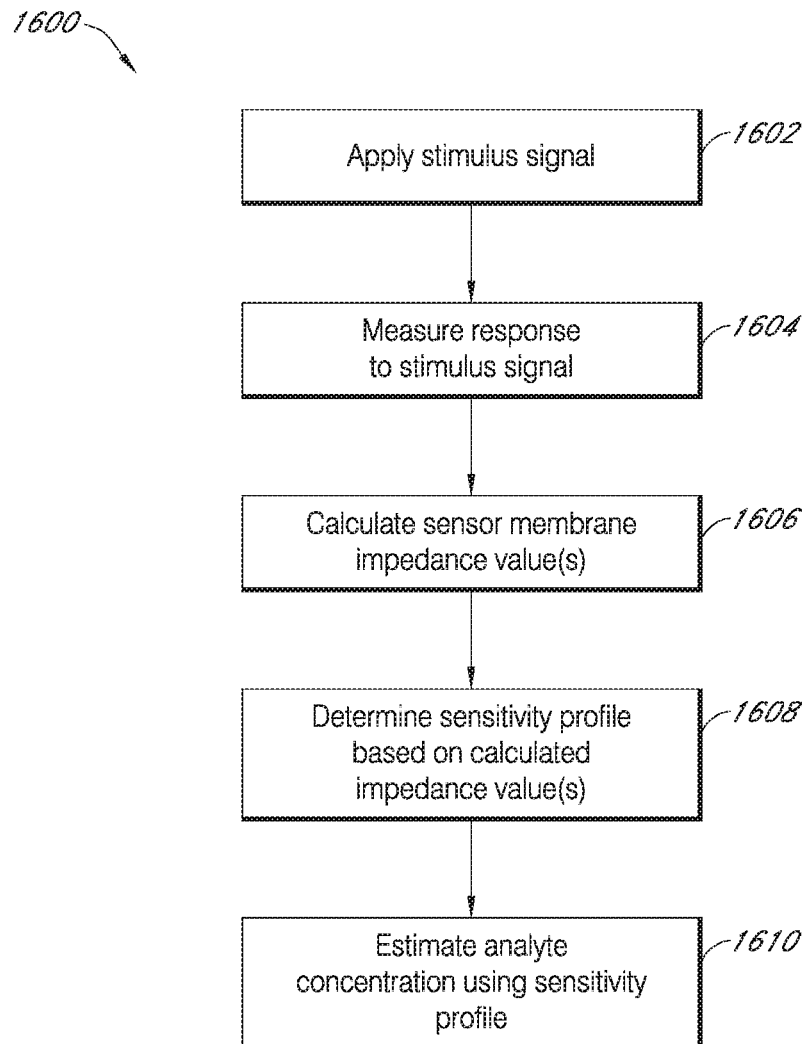 1600
Apply stimulus signal
1602
Measure response
to stimulus signal
1604
Calculate sensor membrane
impedance value(s)
1606
Determine sensitivity profile
based on calculated
impedance value(s)
1608
Estimate analyte
concentration using sensitivity
profile
1610